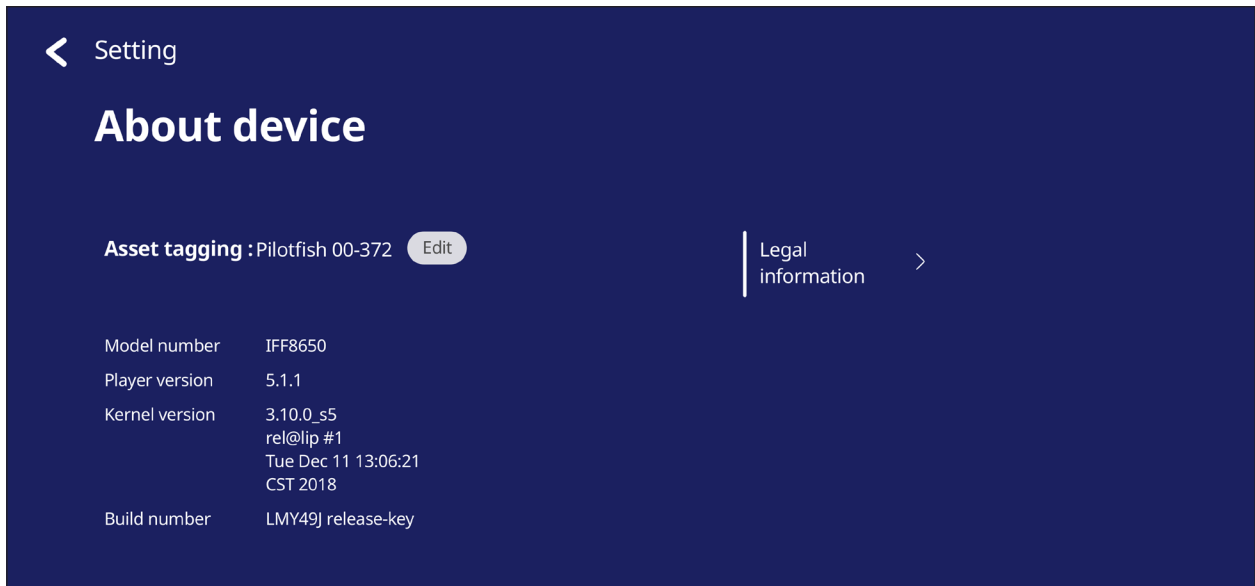 Setting
About device
Asset tagging : Pilotfish 00-372 Edit
Legal
information
Model number IFF8650
Player version 5.1.1
Kernel version 3.10.0_s5
rel@lip #1
Tue Dec 11 13:06:21
CST 2018
Build number LMY49J release-key